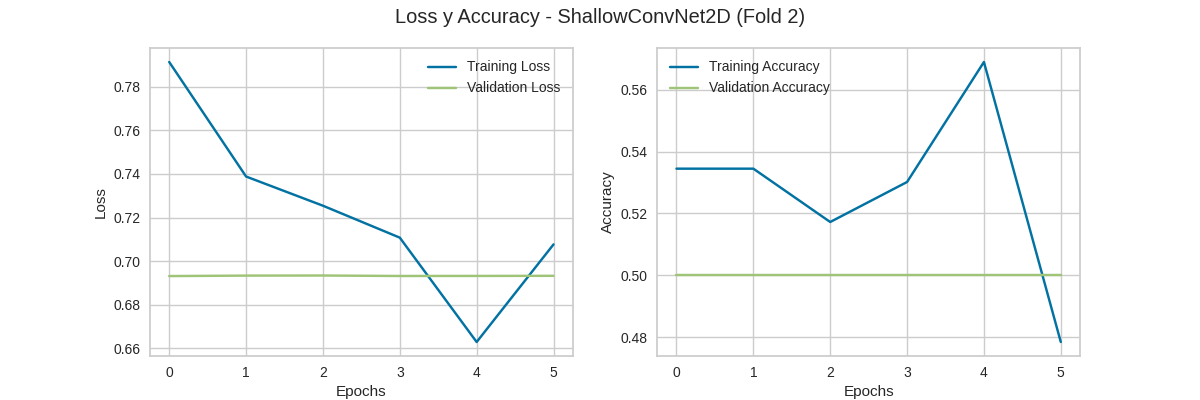 Loss y Accuracy - ShallowConvNet2D (Fold 2)
Training Loss
Validation Loss
0.78
0.76
0.74
0.72
0.70
0.68
0.66
Loss
0 1 2 3 4 5
Epochs
Training Accuracy
Validation Accuracy
0.56
0.54
0.52
0.50
0.48
Accuracy
0 1 2 3 4 5
Epochs